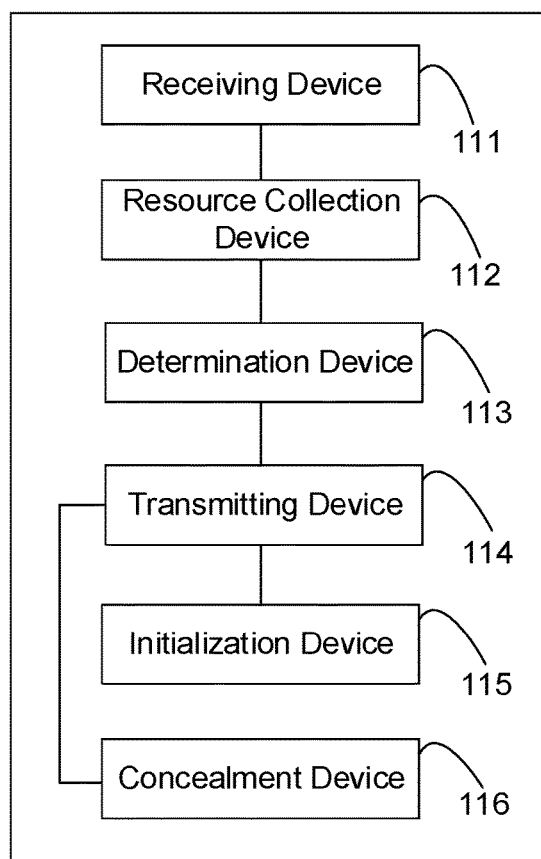 Receiving Device
111
Resource Collection
Device
112
Determination Device
113
Transmitting Device
114
Initialization Device
115
Concealment Device
116